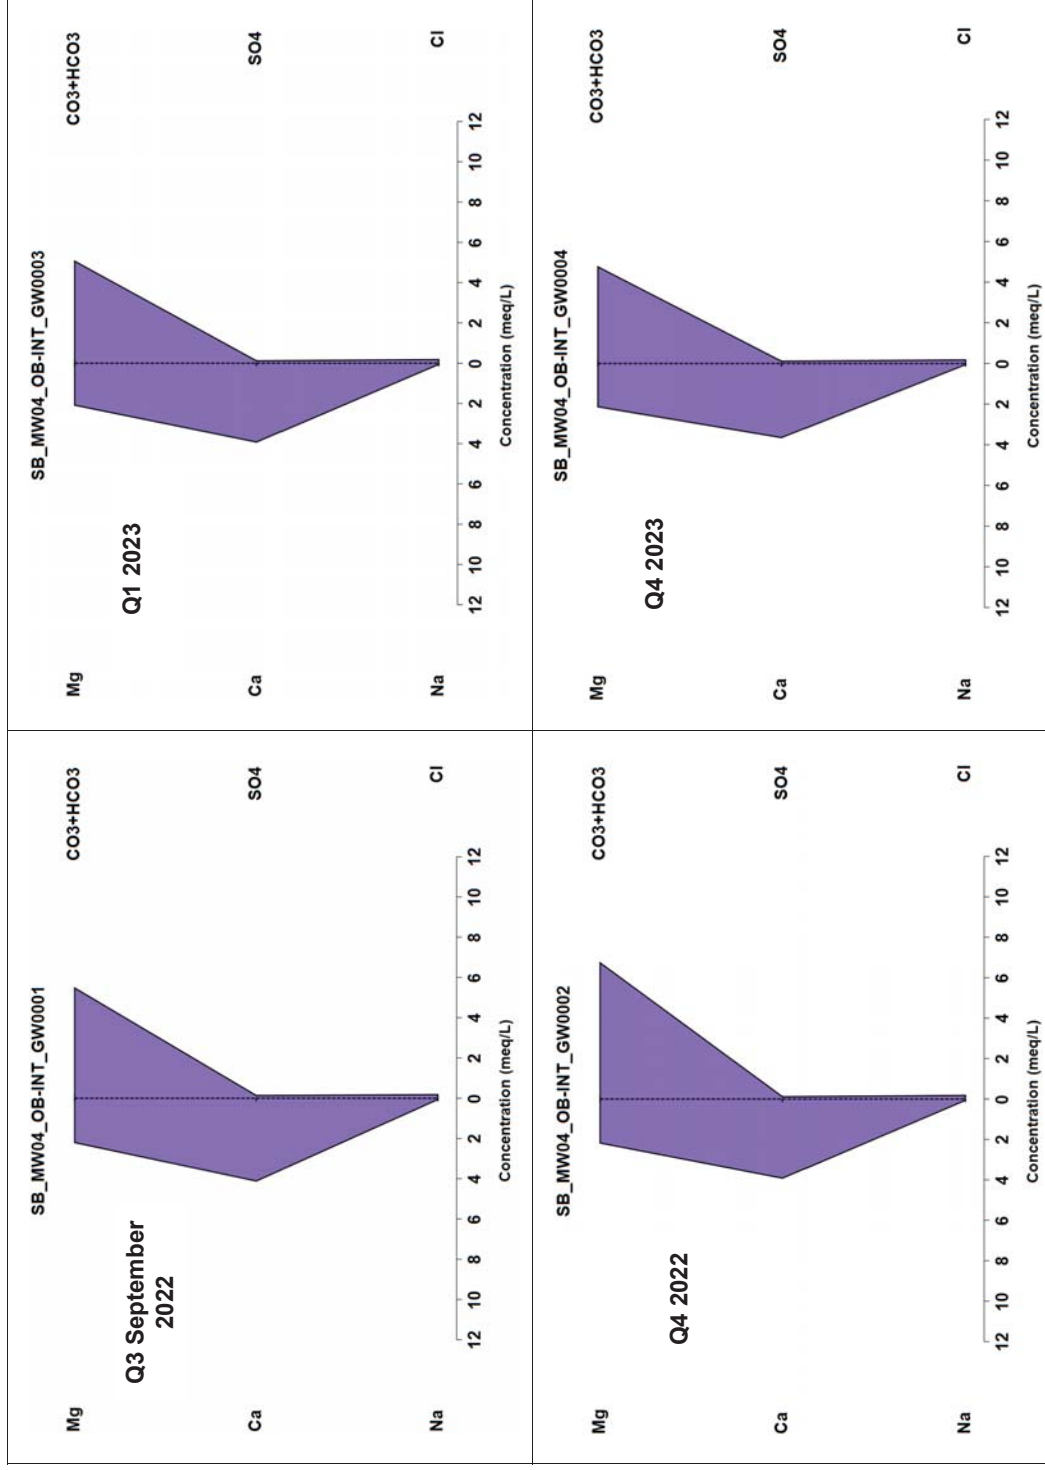 SB_MW04_OB-INT_GW0001
Mg CO3+HCO3
Q3 September
2022
Ca SO4
Na Cl
12 10 8 6 4 2 0 2 4 6 8 10 12
Concentration (meq/L)
SB_MW04_OB-INT_GW0003
Mg CO3+HCO3
Q1 2023
Ca SO4
Na Cl
12 10 8 6 4 2 0 2 4 6 8 10 12
Concentration (meq/L)
SB_MW04_OB-INT_GW0002
Mg CO3+HCO3
Q4 2022
Ca SO4
Na Cl
12 10 8 6 4 2 0 2 4 6 8 10 12
Concentration (meq/L)
SB_MW04_OB-INT_GW0004
Mg CO3+HCO3
Q4 2023
Ca SO4
Na Cl
12 10 8 6 4 2 0 2 4 6 8 10 12
Concentration (meq/L)